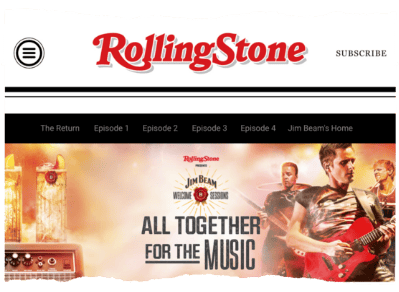 RollingStone
SUBSCRIBE
The Return Episode 1 Episode 2 Episode 3 Episode 4 Jim Beam's Home
RollingStone
PRESENTS
JIM BEAM
WELCOME SESSIONS
ALL TOGETHER
FOR THE MUSIC